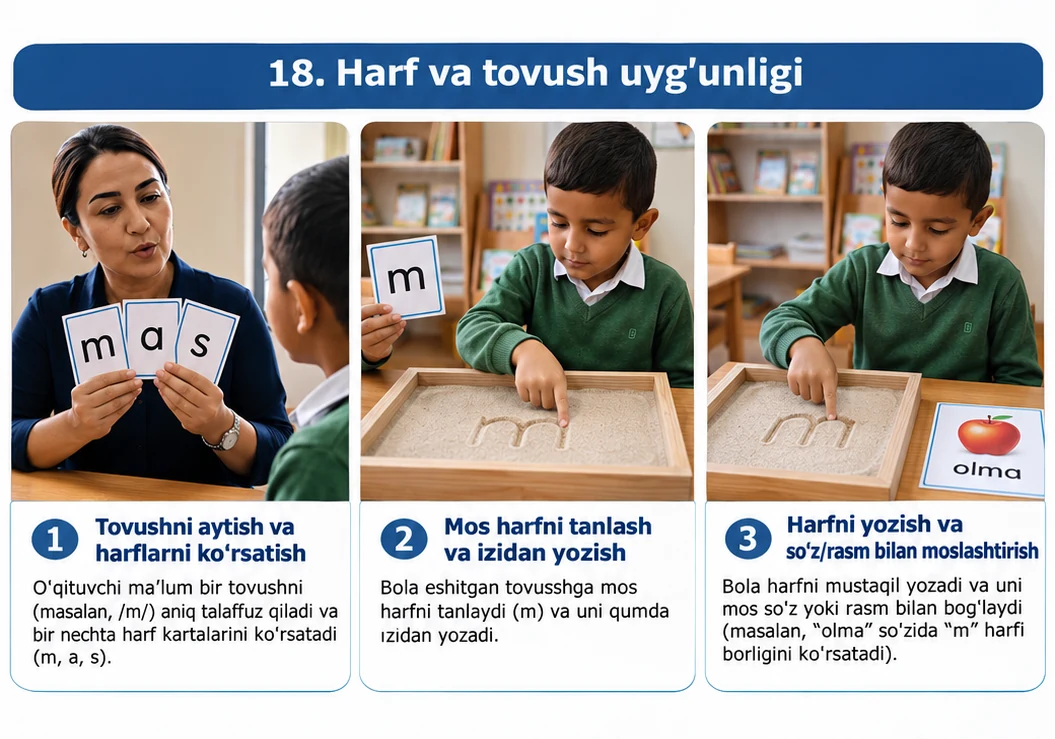 18. Harf va tovush uyg'unligi
m a s
m
m
m
olma
1 Tovushni aytish va
harflarni ko‘rsatish
O‘qituvchi ma’lum bir tovushni
(masalan, /m/) aniq talaffuz qiladi va
bir nechta harf kartalarini ko‘rsatadi
(m, a, s).
2 Mos harfni tanlash
va izidan yozish
Bola eshitgan tovusshga mos
harfni tanlaydi (m) va uni qumda
ızidan yozadi.
3 Harfni yozish va
so‘z/rasm bilan moslashtirish
Bola harfni mustaqil yozadi va uni
mos so'z yoki rasm bilan bog'laydi
(masalan, “olma” so'zida “m” harfi
borligini ko'rsatadi).